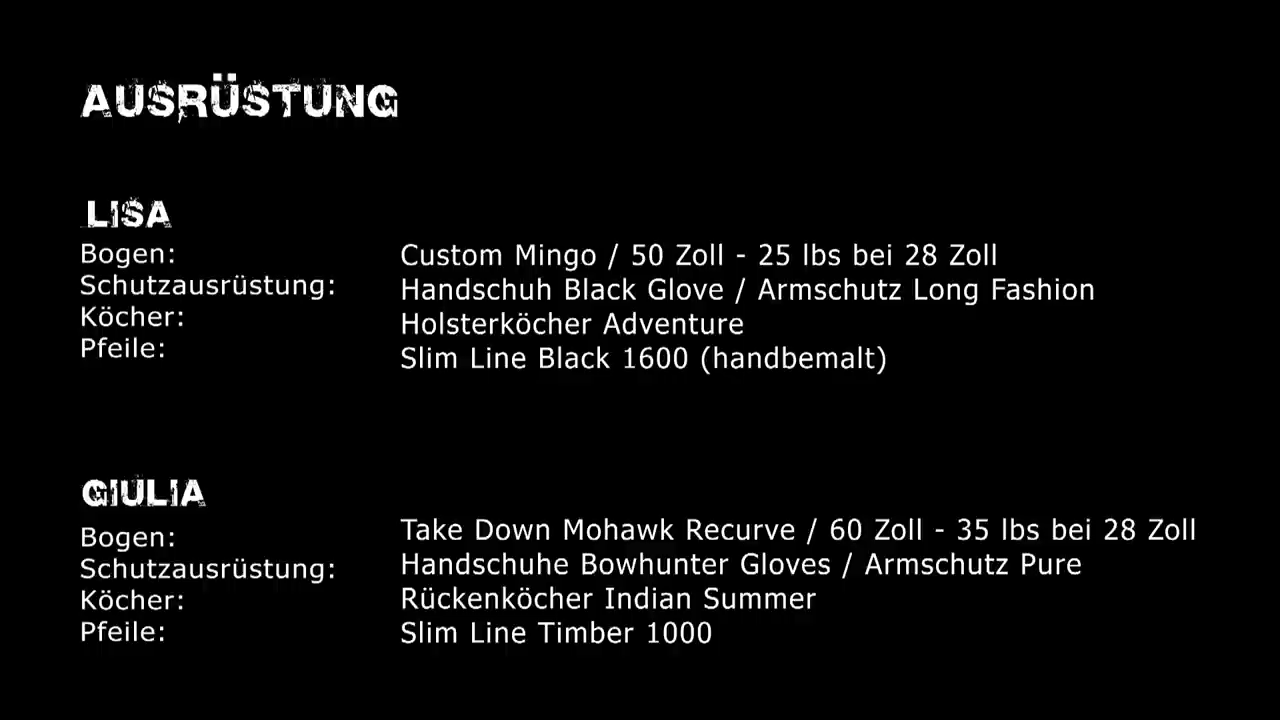 AUSRÜSTUNG
LISA
Bogen: Custom Mingo / 50 Zoll - 25 lbs bei 28 Zoll
Schutzausrüstung: Handschuh Black Glove / Armschutz Long Fashion
Köcher: Holsterköcher Adventure
Pfeile: Slim Line Black 1600 (handbemalt)
GIULIA
Bogen: Take Down Mohawk Recurve / 60 Zoll - 35 lbs bei 28 Zoll
Schutzausrüstung: Handschuhe Bowhunter Gloves / Armschutz Pure
Köcher: Rückenköcher Indian Summer
Pfeile: Slim Line Timber 1000